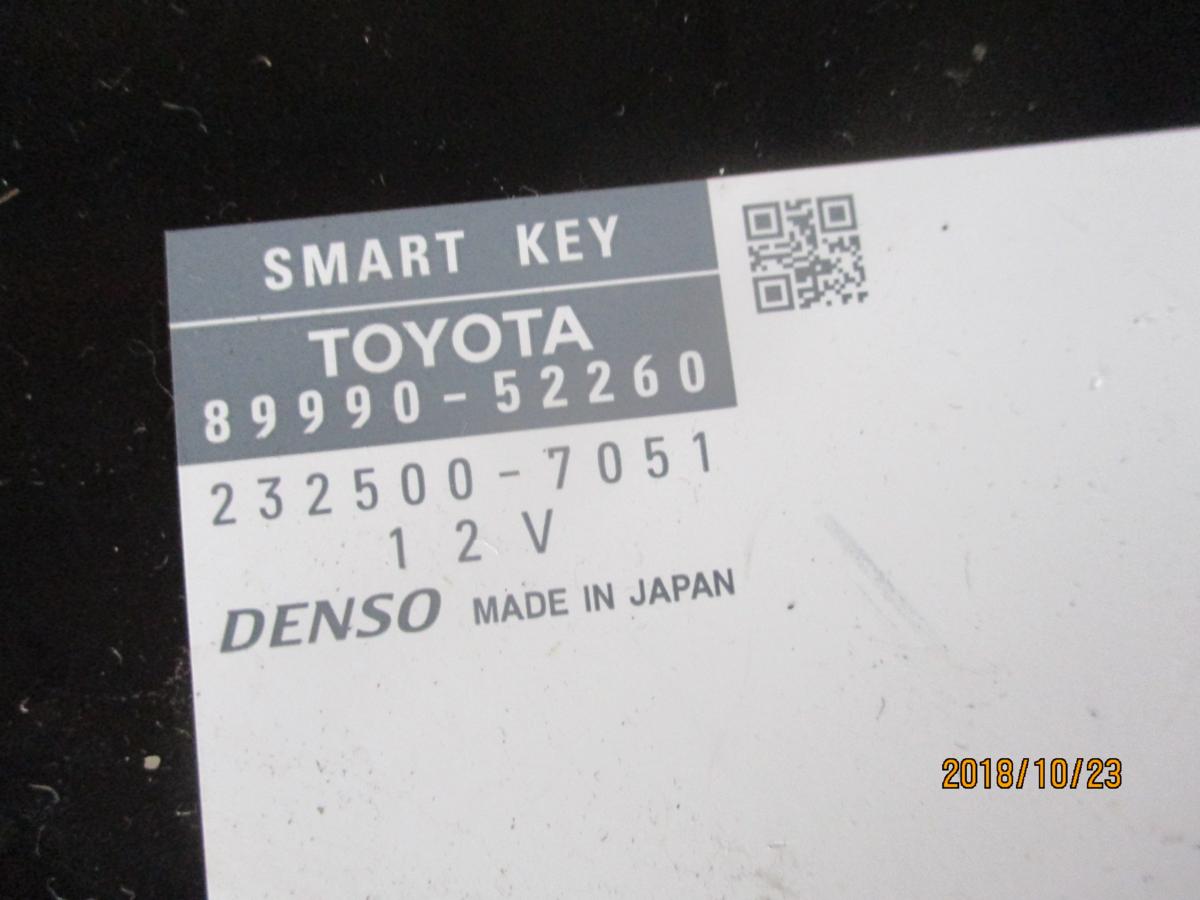 SMART KEY
TOYOTA
89990-52260
232500-7051
12V
DENSO MADE IN JAPAN
2018/10/23